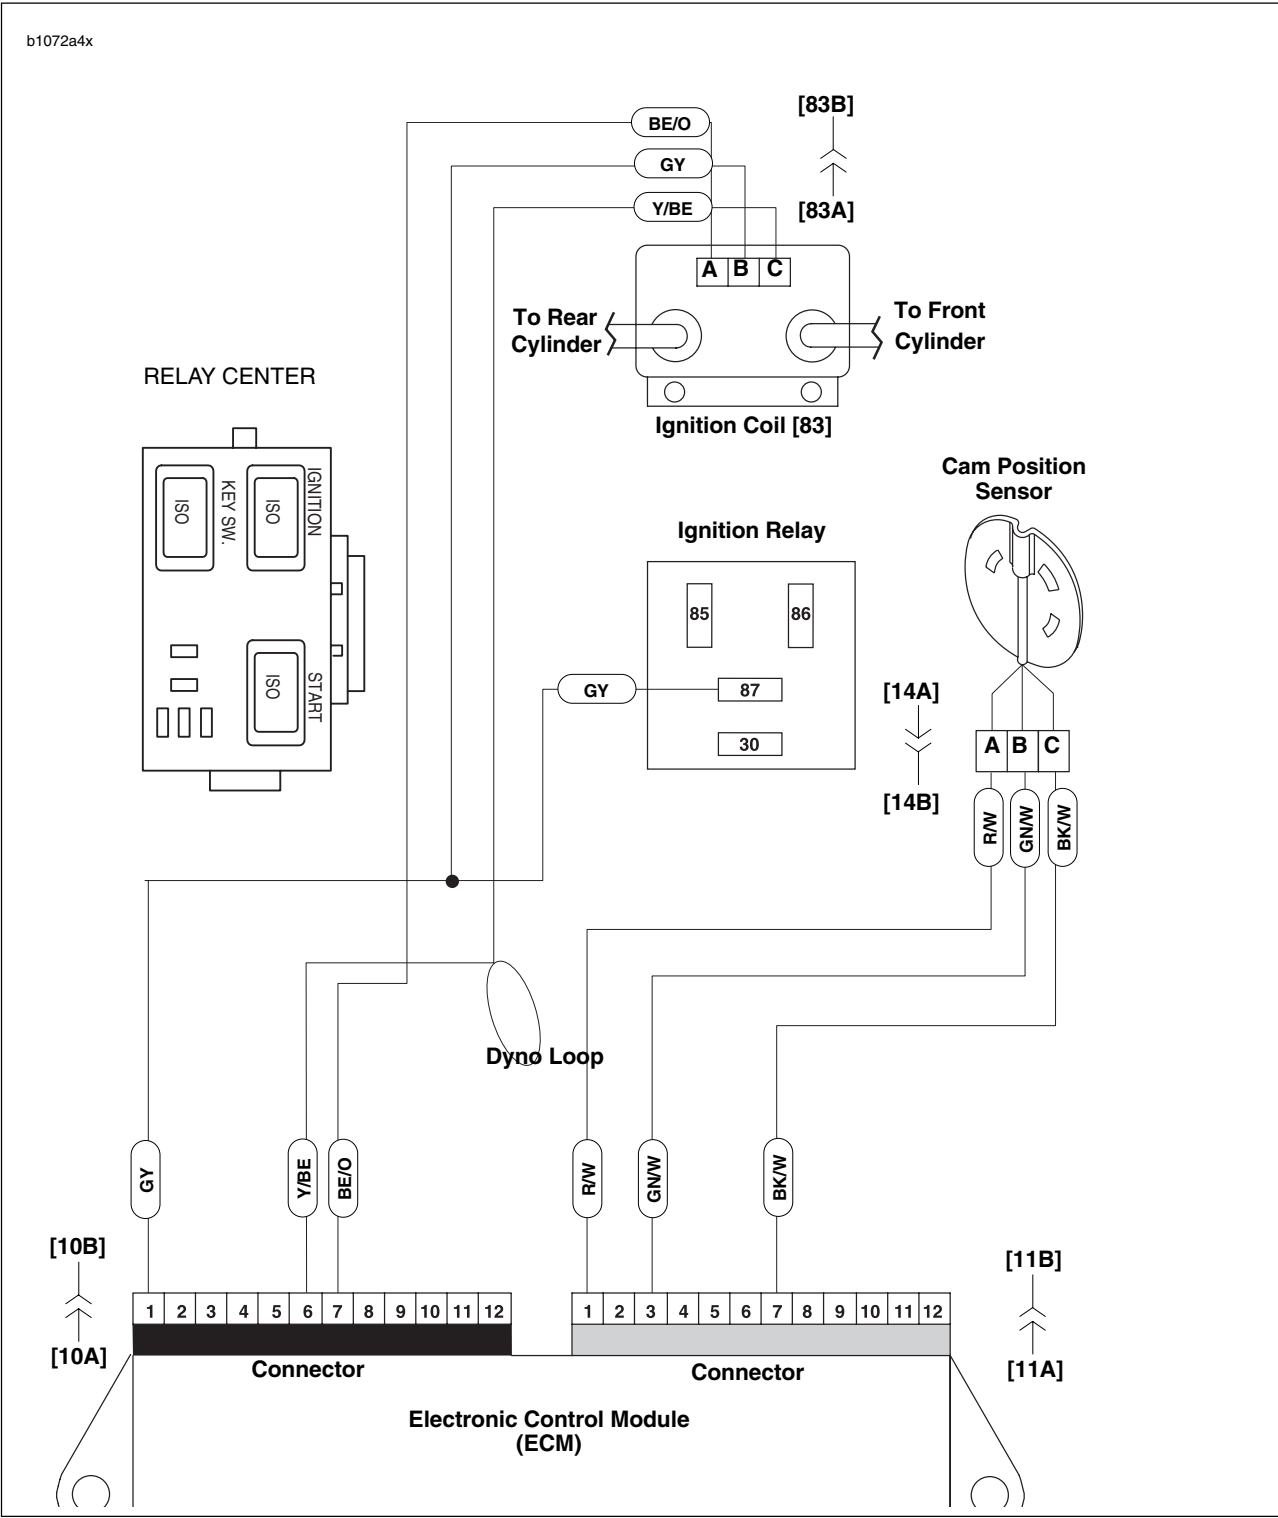 b1072a4x
[83B]
BE/O
GY
Y/BE
[83A]
A B C
To Rear
Cylinder
To Front
Cylinder
Ignition Coil [83]
RELAY CENTER
ISO
KEY SW.
ISO
IGNITION
ISO
START
Cam Position
Sensor
Ignition Relay
85
86
87
30
GY
[14A]
[14B]
A B C
R/W
GN/W
BK/W
Dyno Loop
GY
Y/BE
BE/O
R/W
GN/W
BK/W
[10B]
[10A]
[11B]
[11A]
1 2 3 4 5 6 7 8 9 10 11 12
1 2 3 4 5 6 7 8 9 10 11 12
Connector
Connector
Electronic Control Module
(ECM)